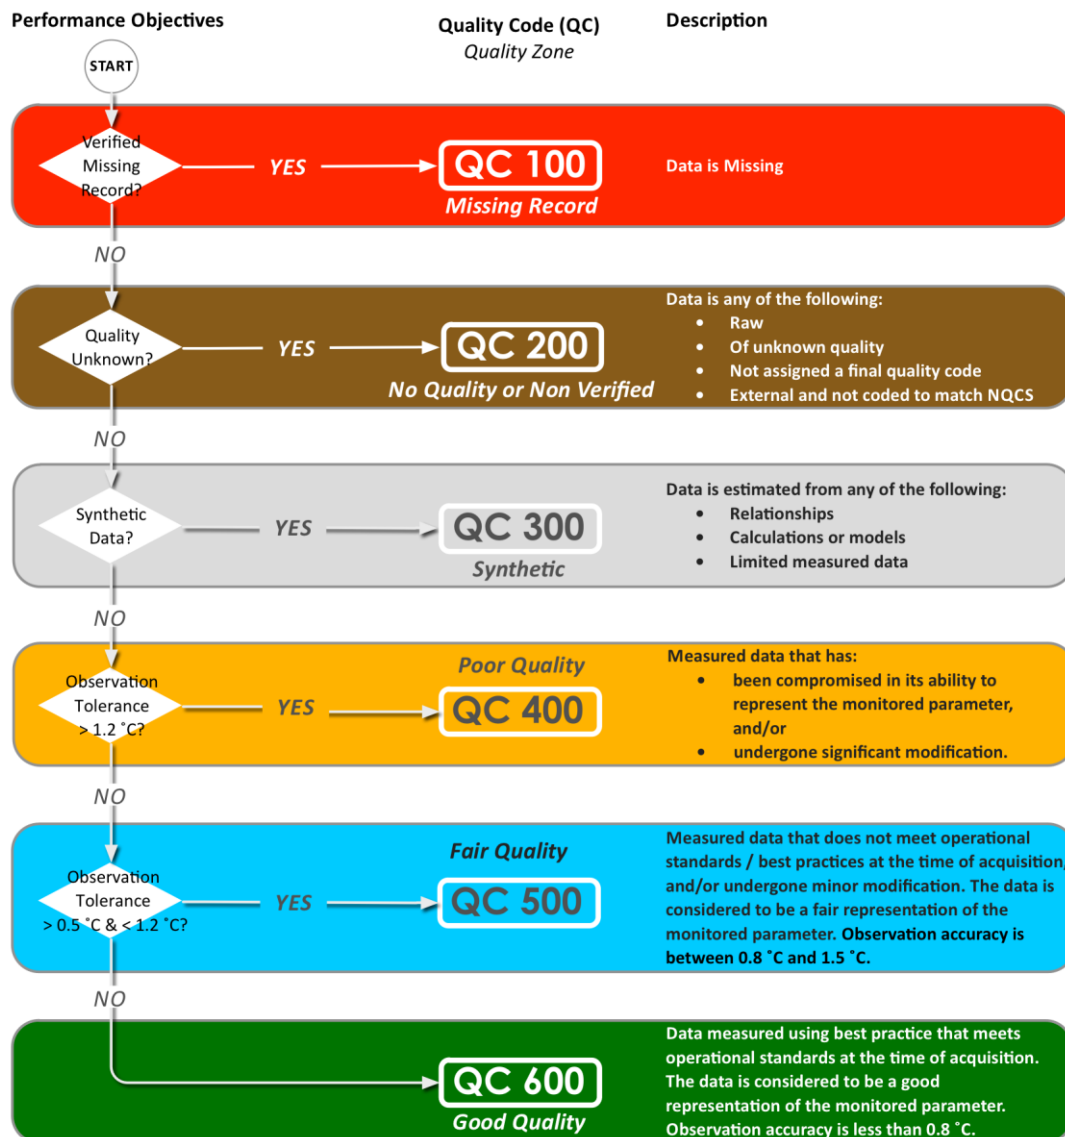 Performance Objectives
Quality Code (QC)
Quality Zone
Description
START
Verified
Missing
Record?
YES
QC 100
Missing Record
Data is Missing
NO
Quality
Unknown?
YES
QC 200
No Quality or Non Verified
Data is any of the following:
• Raw
• Of unknown quality
• Not assigned a final quality code
• External and not coded to match NQCS
NO
Synthetic
Data?
YES
QC 300
Synthetic
Data is estimated from any of the following:
• Relationships
• Calculations or models
• Limited measured data
NO
Observation
Tolerance
> 1.2 ˚C?
YES
Poor Quality
QC 400
Measured data that has:
• been compromised in its ability to
represent the monitored parameter,
and/or
• undergone significant modification.
NO
Observation
Tolerance
> 0.5 ˚C & < 1.2 ˚C?
YES
Fair Quality
QC 500
Measured data that does not meet operational
standards / best practices at the time of acquisition,
and/or undergone minor modification. The data is
considered to be a fair representation of the
monitored parameter. Observation accuracy is
between 0.8 ˚C and 1.5 ˚C.
NO
QC 600
Good Quality
Data measured using best practice that meets
operational standards at the time of acquisition.
The data is considered to be a good
representation of the monitored parameter.
Observation accuracy is less than 0.8 ˚C.